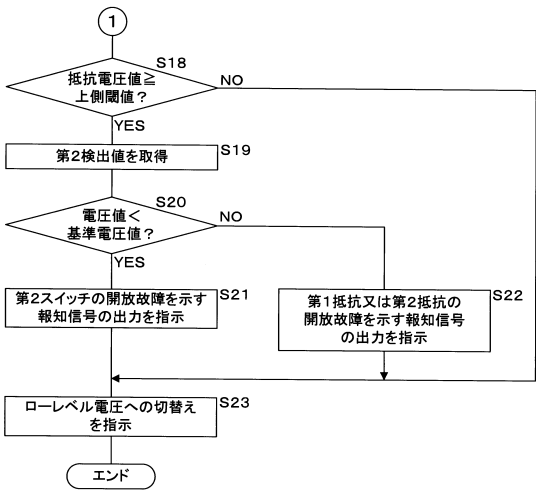 1
S18
抵抗電圧値≧
上側閾値？
NO
YES
第2検出値を取得
S19
S20
電圧値＜
基準電圧値？
NO
YES
第2スイッチの開放故障を示す
報知信号の出力を指示
S21
第1抵抗又は第2抵抗の
開放故障を示す報知信号
の出力を指示
S22
ローレベル電圧への切替え
を指示
S23
エンド